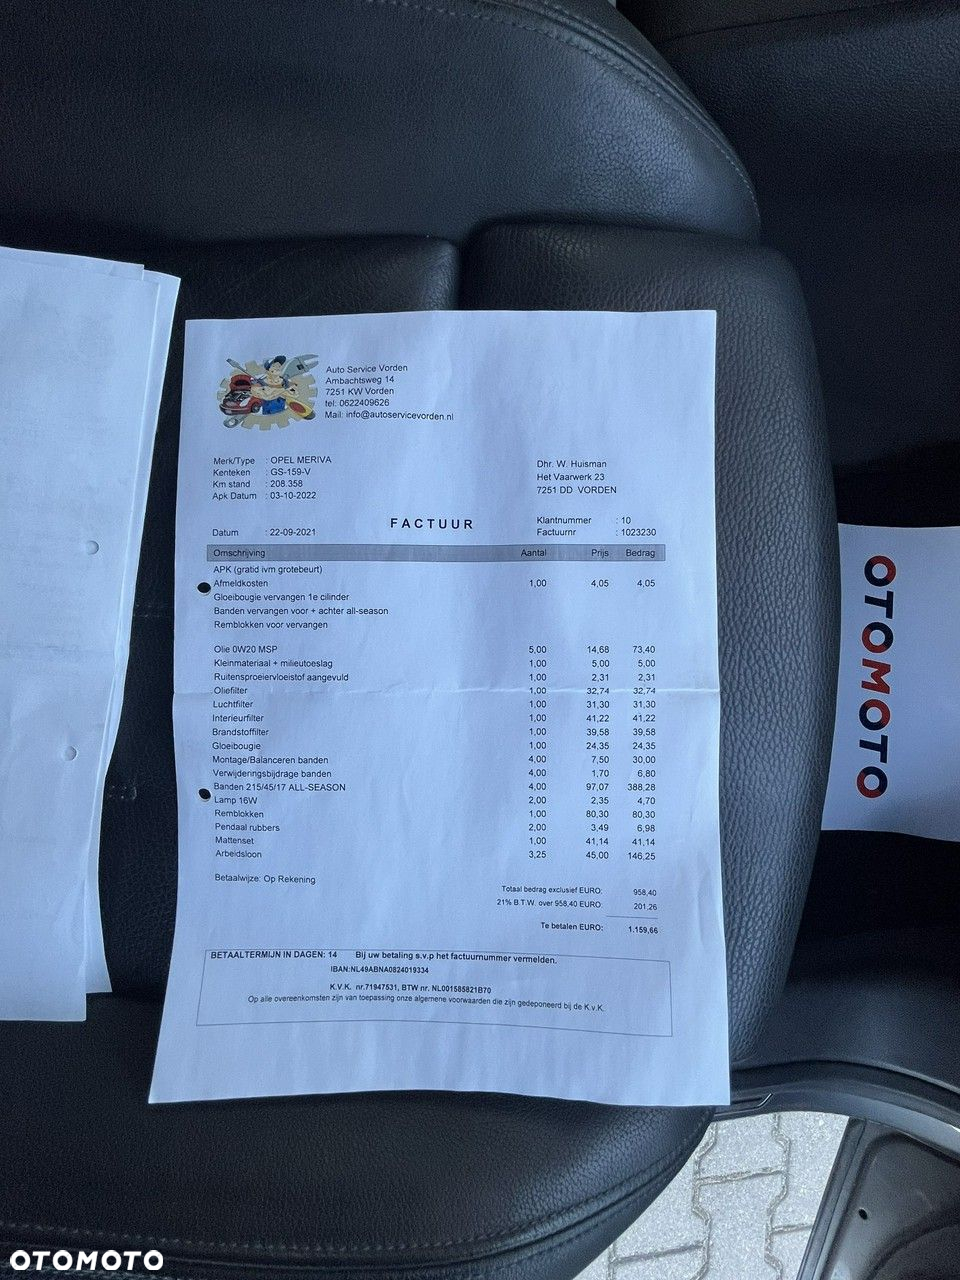 Auto Service Vorden
Ambachtsweg 14
7251 KW Vorden
tel: 0622409626
Mail: info@autoservicevorden.nl
Merk/Type : OPEL MERIVA
Kenteken : GS-159-V
Km stand : 208.358
Apk Datum : 03-10-2022
Dhr. W. Huisman
Het Vaarwerk 23
7251 DD VORDEN
FACTUUR
Datum : 22-09-2021
Klantnummer : 10
Factuurnr : 1023230
Omschrijving Aantal Prijs Bedrag
APK (gratid ivm grotebeurt)
Afmeldkosten 1,00 4,05 4,05
Gloeibougie vervangen 1e cilinder
Banden vervangen voor + achter all-season
Remblokken voor vervangen
Olie 0W20 MSP 5,00 14,68 73,40
Kleinmateriaal + milieutoeslag 1,00 5,00 5,00
Ruitensproeiervloeistof aangevuld 1,00 2,31 2,31
Oliefilter 1,00 32,74 32,74
Luchtfilter 1,00 31,30 31,30
Interieurfilter 1,00 41,22 41,22
Brandstoffilter 1,00 39,58 39,58
Gloeibougie 1,00 24,35 24,35
Montage/Balanceren banden 4,00 7,50 30,00
Verwijderingsbijdrage banden 4,00 1,70 6,80
Banden 215/45/17 ALL-SEASON 4,00 97,07 388,28
Lamp 16W 2,00 2,35 4,70
Remblokken 1,00 80,30 80,30
Pendaal rubbers 2,00 3,49 6,98
Mattenset 1,00 41,14 41,14
Arbeidsloon 3,25 45,00 146,25
Betaalwijze: Op Rekening
Totaal bedrag exclusief EURO: 958,40
21% B.T.W. over 958,40 EURO: 201,26
Te betalen EURO: 1.159,66
BETAALTERMIJN IN DAGEN: 14 Bij uw betaling s.v.p het factuurnummer vermelden.
IBAN:NL49ABNA0824019334
K.V.K. nr.71947531, BTW nr. NL001585821B70
Op alle overeenkomsten zijn van toepassing onze algemene voorwaarden die zijn gedeponeerd bij de K.v.K.
OTOMOTO
OTOMOTO